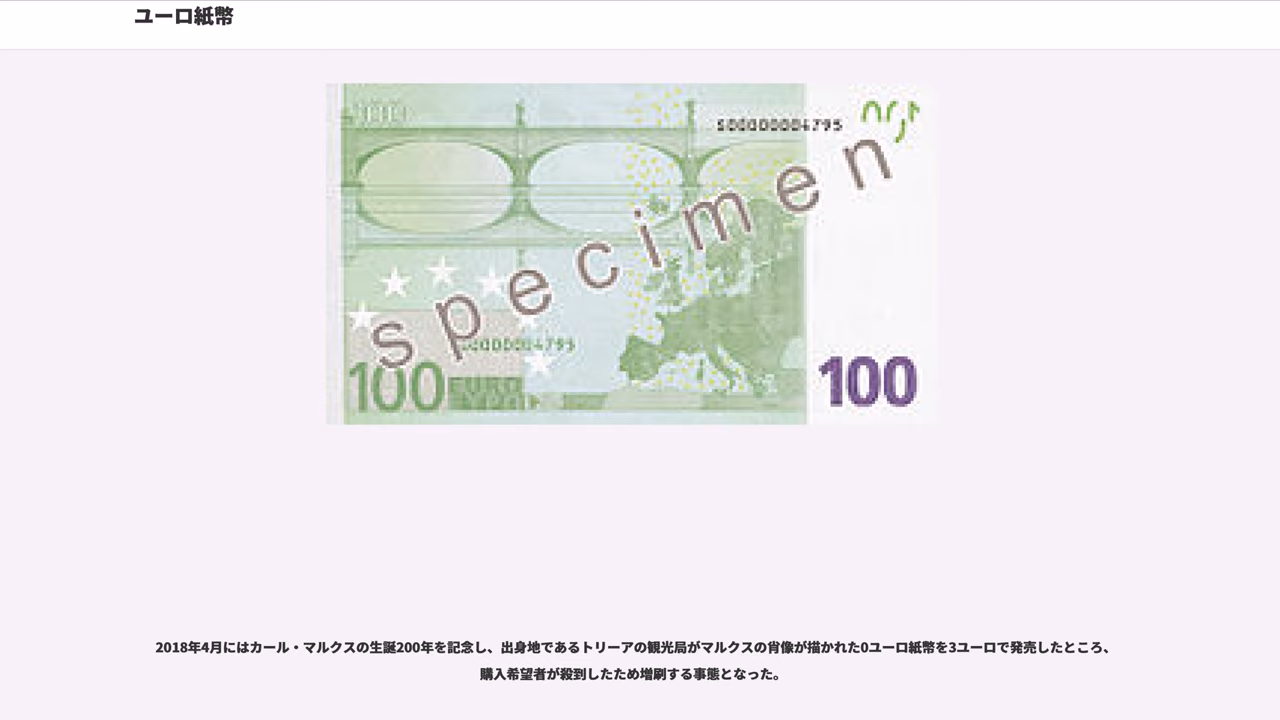 ユーロ紙幣
S00000006795
specimen
100
EURO
100
2018年4月にはカール・マルクスの生誕200年を記念し、出身地であるトリーアの観光局がマルクスの肖像が描かれた0ユーロ紙幣を3ユーロで発売したところ、
購入希望者が殺到したため増刷する事態となった。